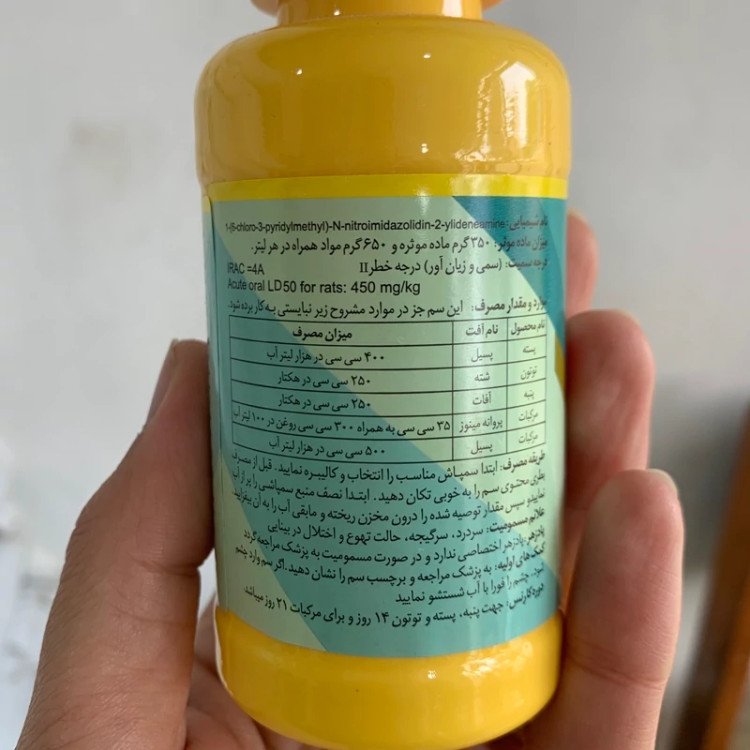 نام شیمیایی: 1-(6-chloro-3-pyridylmethyl)-N-nitroimidazolidin-2-ylideneamine
میزان ماده موثر: ۳۵۰ گرم ماده موثره و ۶۵۰ گرم مواد همراه در هر لیتر.
درجه سمیت: (سمی و زیان آور) درجه خطر II
IRAC =4A
Acute oral LD50 for rats: 450 mg/kg
موارد و مقدار مصرف: این سم جز در موارد مشروح زیر نبایستی به کار برده شود.
نام محصول نام آفت میزان مصرف
پسته پسیل ۴۰۰ سی سی در هزار لیتر آب
توتون شته ۲۵۰ سی سی در هکتار
پنبه آفات ۲۵۰ سی سی در هکتار
مرکبات پروانه مینوز ۳۵ سی سی به همراه ۳۰۰ سی سی روغن در ۱۰۰ لیتر آب
مرکبات پسیل ۵۰۰ سی سی در هزار لیتر آب
طریقه مصرف: ابتدا سمپاش مناسب را انتخاب و کالیبره نمایید. قبل از مصرف
بطری محتوی سم را به خوبی تکان دهید. ابتدا نصف منبع سمپاشی را پر از آب
نمایید و سپس مقدار توصیه شده را درون مخزن ریخته و مابقی آب را به آن بیفزایید.
علائم مسمومیت: سردرد، سرگیجه، حالت تهوع و اختلال در بینایی
پادزهر: پادزهر اختصاصی ندارد و در صورت مسمومیت به پزشک مراجعه گردد
کمک‌های اولیه: به پزشک مراجعه و برچسب سم را نشان دهید. اگر سم وارد چشم
شود. چشم را فورا با آب شستشو نمایید
دوره کارنس: جهت پنبه، پسته و توتون ۱۴ روز و برای مرکبات ۲۱ روز میباشد.